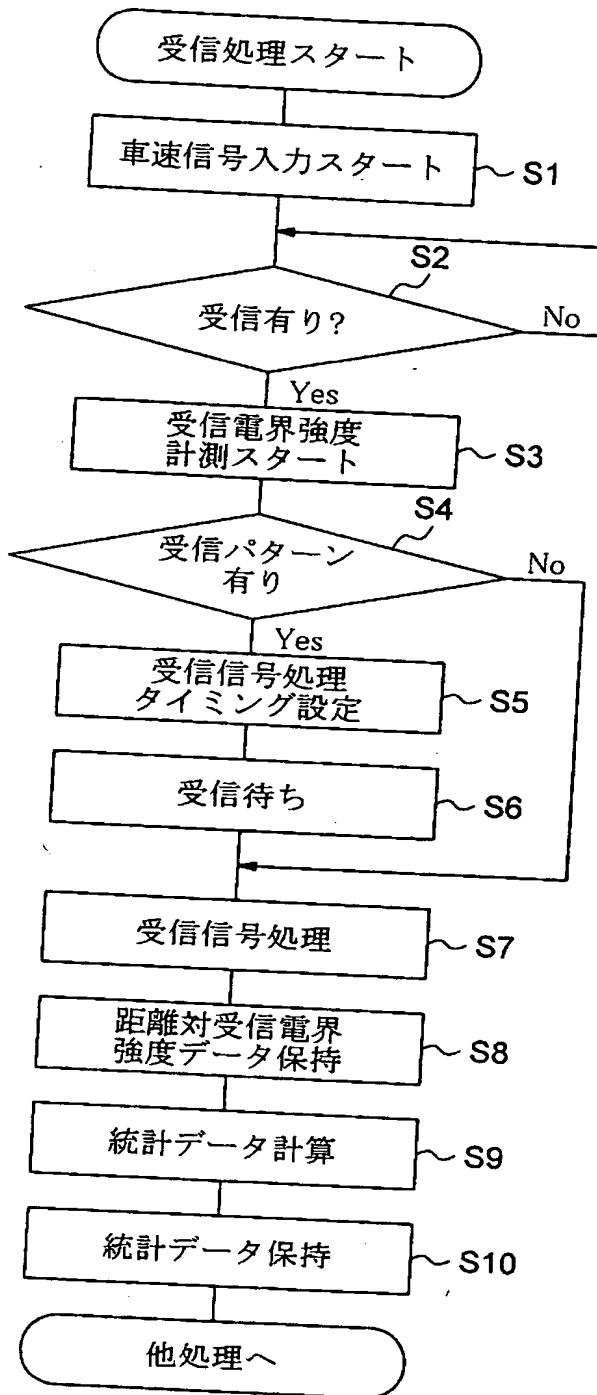 受信処理スタート
車速信号入力スタート
S1
S2
受信有り?
No
Yes
受信電界強度
計測スタート
S3
S4
受信パターン
有り
No
Yes
受信信号処理
タイミング設定
S5
受信待ち
S6
受信信号処理
S7
距離対受信電界
強度データ保持
S8
統計データ計算
S9
統計データ保持
S10
他処理へ